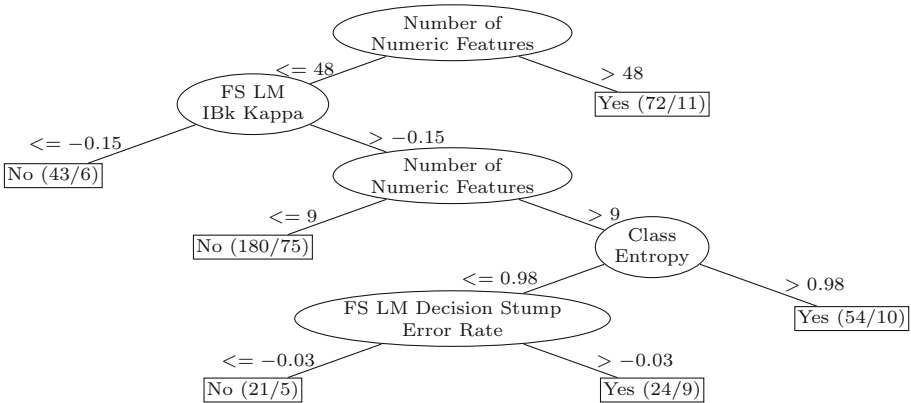 Number of
Numeric Features
<= 48
> 48
FS LM
IBk Kappa
Yes (72/11)
<= −0.15
> −0.15
No (43/6)
Number of
Numeric Features
<= 9
> 9
No (180/75)
Class
Entropy
<= 0.98
> 0.98
FS LM Decision Stump
Error Rate
Yes (54/10)
<= −0.03
> −0.03
No (21/5)
Yes (24/9)